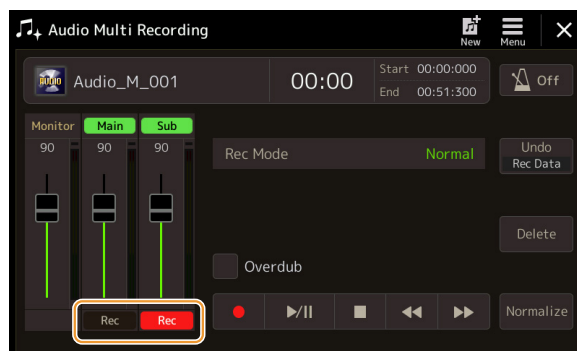 Audio Multi Recording
New
Menu
AUDIO
Audio_M_001
00:00
Start 00:00:000
End 00:51:300
Off
Monitor Main Sub
90 90 90
Rec Mode Normal
Undo
Rec Data
Delete
Overdub
Rec Rec
Normalize